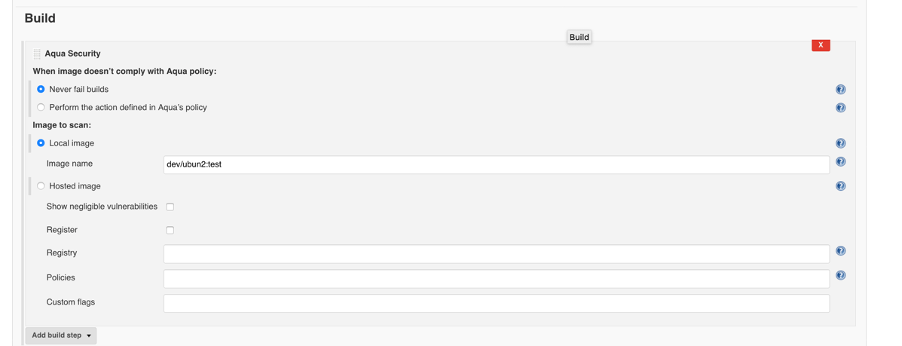 Build
Build
X
Aqua Security
When image doesn't comply with Aqua policy:
Never fail builds
Perform the action defined in Aqua's policy
Image to scan:
Local image
Image name
dev/ubun2:test
Hosted image
Show negligible vulnerabilities
Register
Registry
Policies
Custom flags
Add build step